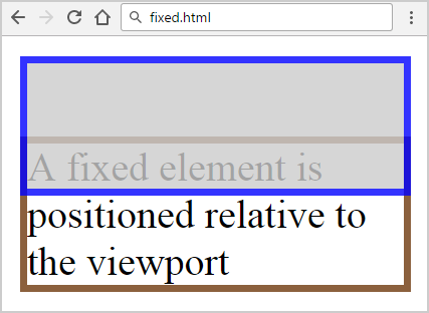 fixed.html
A fixed element is
positioned relative to
the viewport